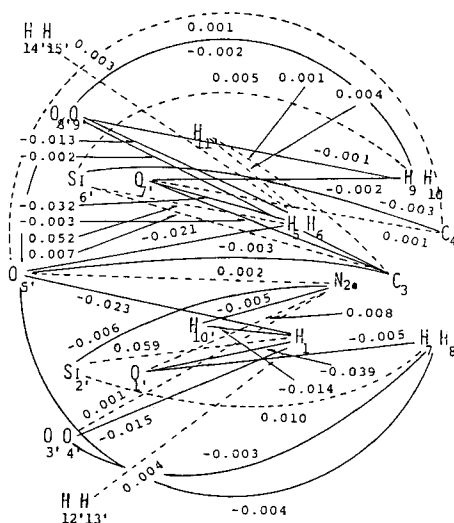 H H
14'15'
0.001
-0.002
0.003
0.005
0.001
0.004
O O
8'9'
H
11'
-0.013
-0.002
-0.001
Si
6'
O
7'
-0.002
H H
9 10
-0.032
-0.003
-0.003
0.052
0.007
-0.021
H H
5 6
0.001
C
4
-0.003
O
5'
0.002
N
2
C
3
-0.023
-0.005
0.008
-0.006
H
10'
H
1
-0.005
H H
7 8
0.059
Si
2'
O
1'
-0.039
-0.014
0.001
0.010
-0.015
O O
3' 4'
-0.003
0.004
H H
12'13'
-0.004